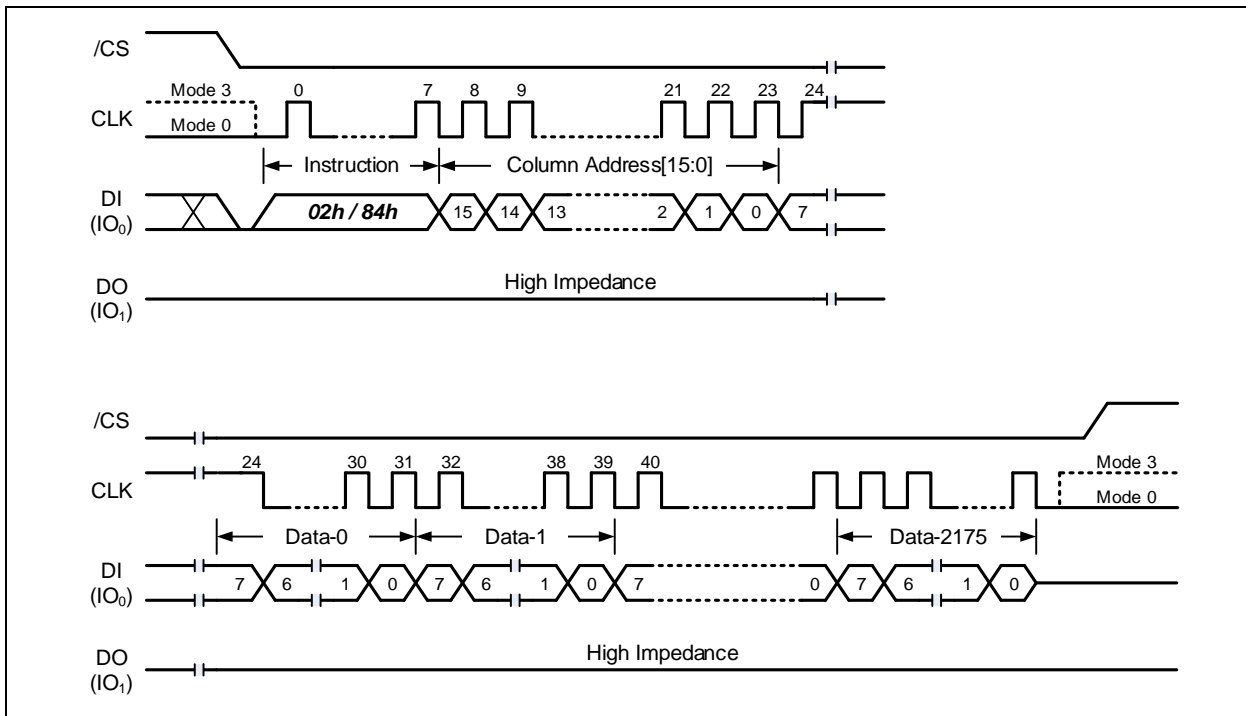 /CS
Mode 3 0 7 8 9 21 22 23 24
CLK
Mode 0
Instruction Column Address[15:0]
DI
(IO₀)
02h / 84h 15 14 13 2 1 0 7
High Impedance
DO
(IO₁)
/CS
24 30 31 32 38 39 40 Mode 3
CLK
Mode 0
Data-0 Data-1 Data-2175
DI
(IO₀)
7 6 1 0 7 6 1 0 7 0 7 6 1 0
High Impedance
DO
(IO₁)